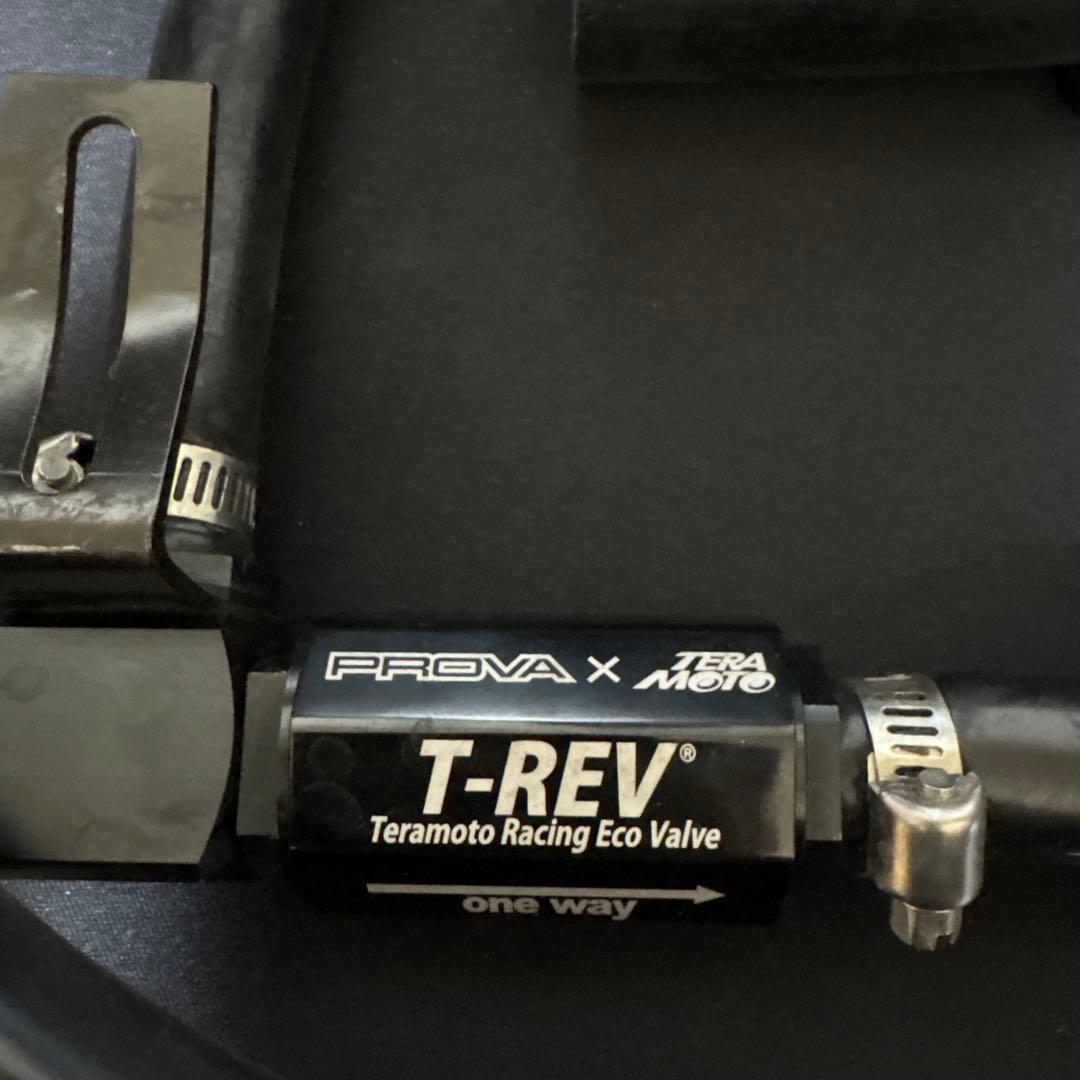 PROVA × TERA MOTO
T-REV®
Teramoto Racing Eco Valve
one way